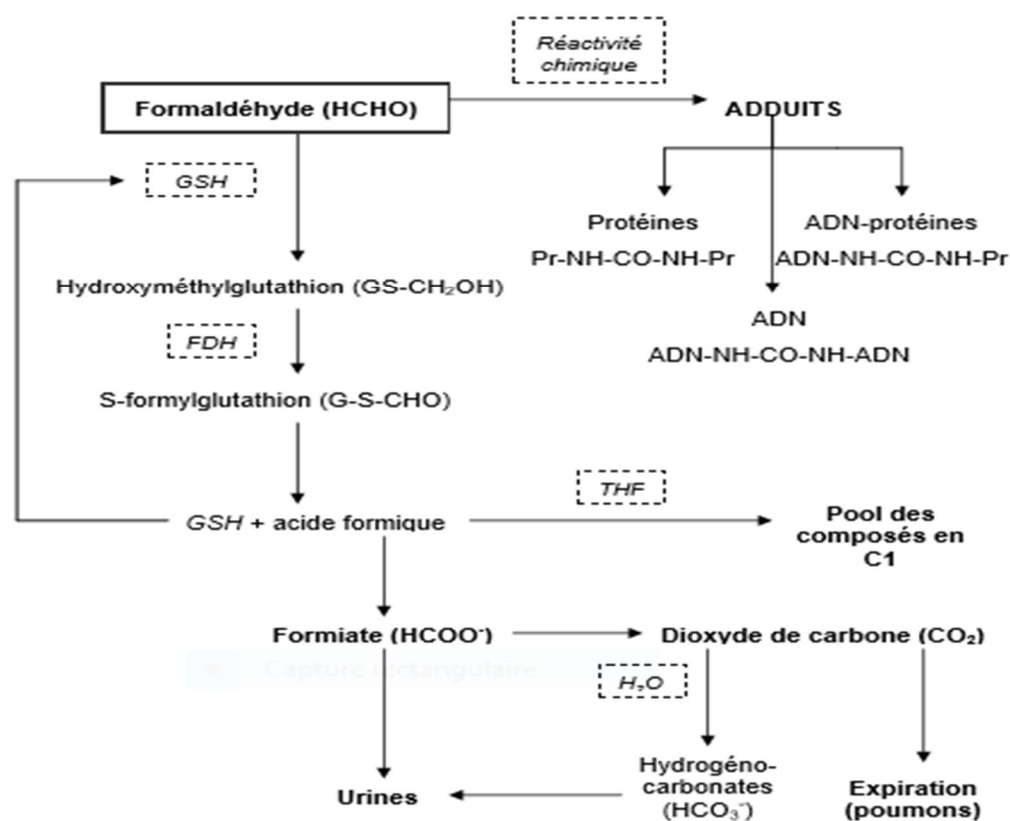 Réactivité
chimique
Formaldéhyde (HCHO)
ADDUITS
GSH
Protéines
ADN-protéines
Pr-NH-CO-NH-Pr
ADN-NH-CO-NH-Pr
Hydroxyméthylglutathion (GS-CH₂OH)
ADN
FDH
ADN-NH-CO-NH-ADN
S-formylglutathion (G-S-CHO)
THF
GSH + acide formique
Pool des
composés en
C1
Formiate (HCOO⁻)
Dioxyde de carbone (CO₂)
Capture rectangulaire
H₂O
Hydrogéno-
carbonates
(HCO₃⁻)
Urines
Expiration
(poumons)